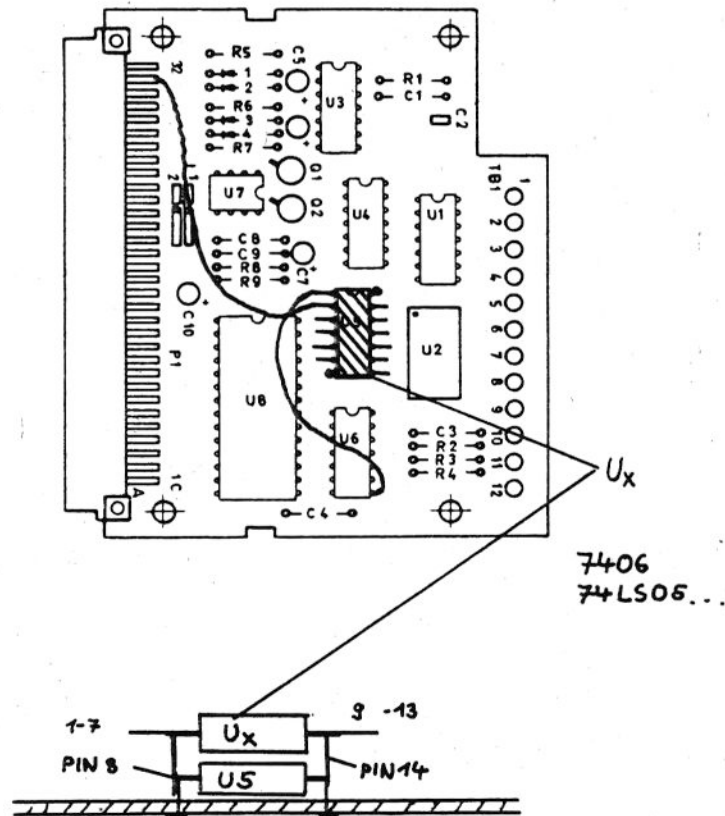 32
R5
1
2
R6
3
4
R7
C5
+
+
U3
R1
C1
C2
2
1
U7
Q1
Q2
U4
U1
TB1
1
2
3
4
5
6
7
8
9
10
11
12
C8
C9
R8
R9
C7
+
C10
+
P1
U8
U2
U6
C3
R2
R3
R4
1C
A
C4
Ux
7406
74LS05...
1-7
9 -13
Ux
PIN 8
U5
PIN 14